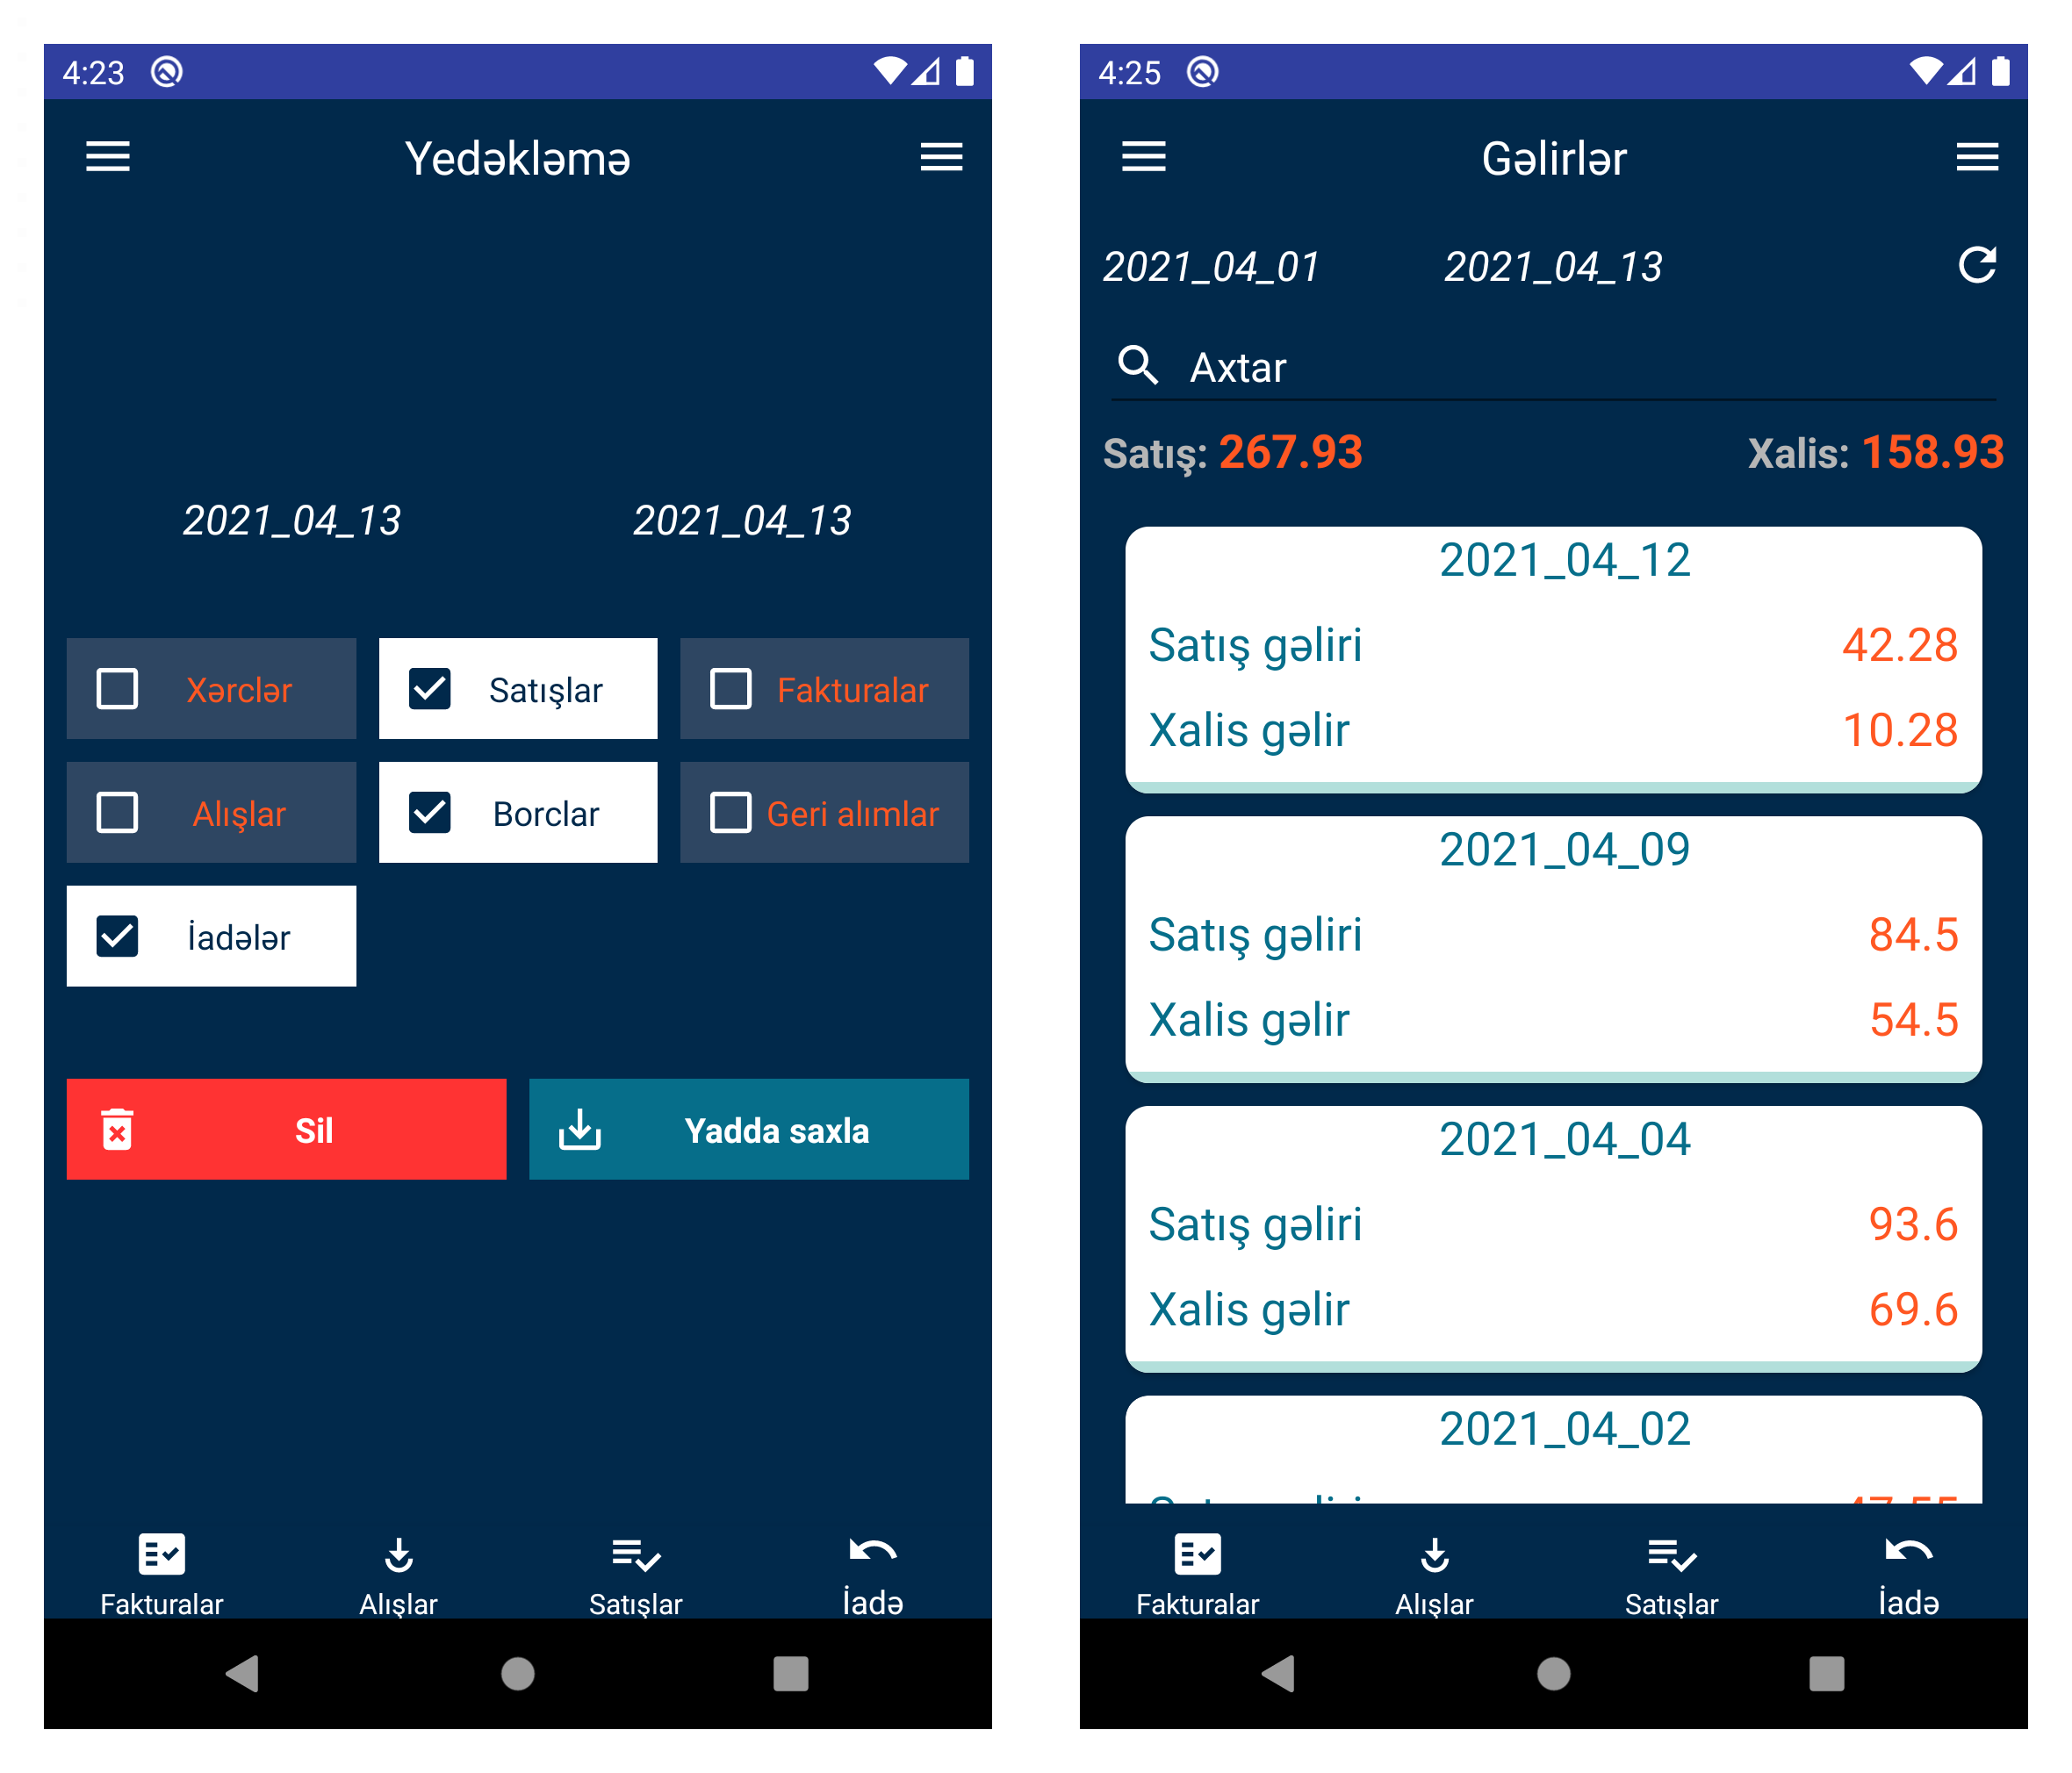 4:23
Yedəkləmə
2021_04_13 2021_04_13
Xərclər Satışlar Fakturalar
Alışlar Borclar Geri alımlar
İadələr
Sil Yadda saxla
Fakturalar Alışlar Satışlar İadə
4:25
Gəlirlər
2021_04_01 2021_04_13
Axtar
Satış: 267.93 Xalis: 158.93
2021_04_12
Satış gəliri 42.28
Xalis gəlir 10.28
2021_04_09
Satış gəliri 84.5
Xalis gəlir 54.5
2021_04_04
Satış gəliri 93.6
Xalis gəlir 69.6
2021_04_02
Fakturalar Alışlar Satışlar İadə